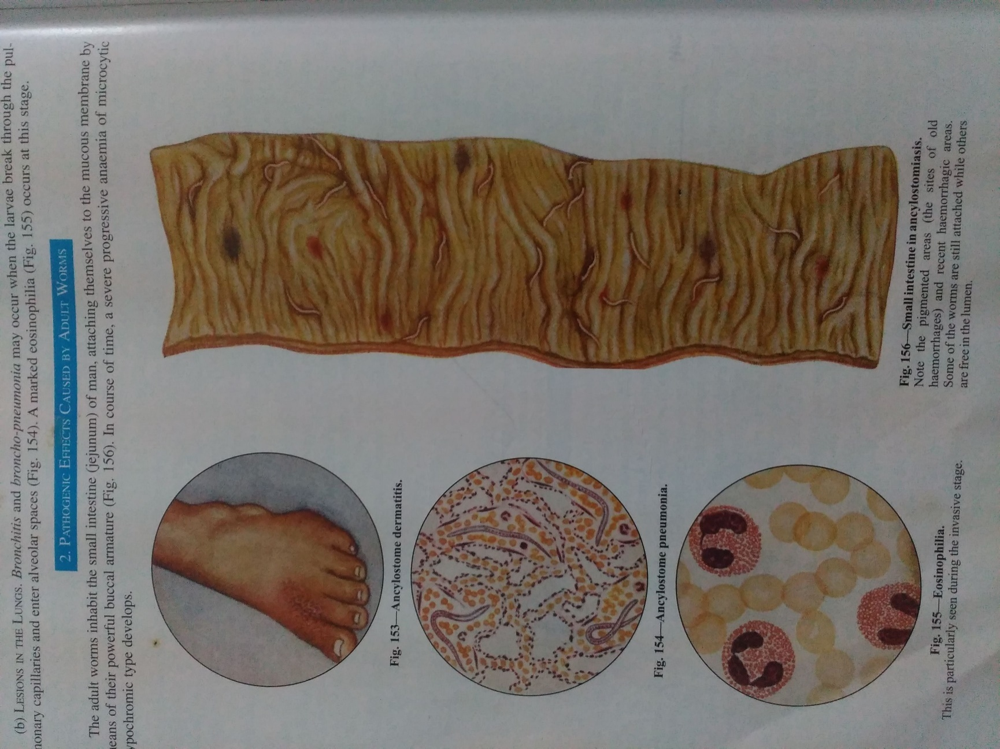 (b) LESIONS IN THE LUNGS. Bronchitis and broncho-pneumonia may occur when the larvae break through the pul-
monary capillaries and enter alveolar spaces (Fig. 154). A marked eosinophilia (Fig. 155) occurs at this stage.
2. PATHOGENIC EFFECTS CAUSED BY ADULT WORMS
The adult worms inhabit the small intestine (jejunum) of man, attaching themselves to the mucous membrane by
eans of their powerful buccal armature (Fig. 156). In course of time, a severe progressive anaemia of microcytic
ypochromic type develops.
Fig. 153—Ancylostome dermatitis.
Fig. 154—Ancylostome pneumonia.
Fig. 155—Eosinophilia.
This is particularly seen during the invasive stage.
Fig. 156—Small intestine in ancylostomiasis.
Note the pigmented areas (the sites of old
haemorrhages) and recent haemorrhagic areas.
Some of the worms are still attached while others
are free in the lumen.